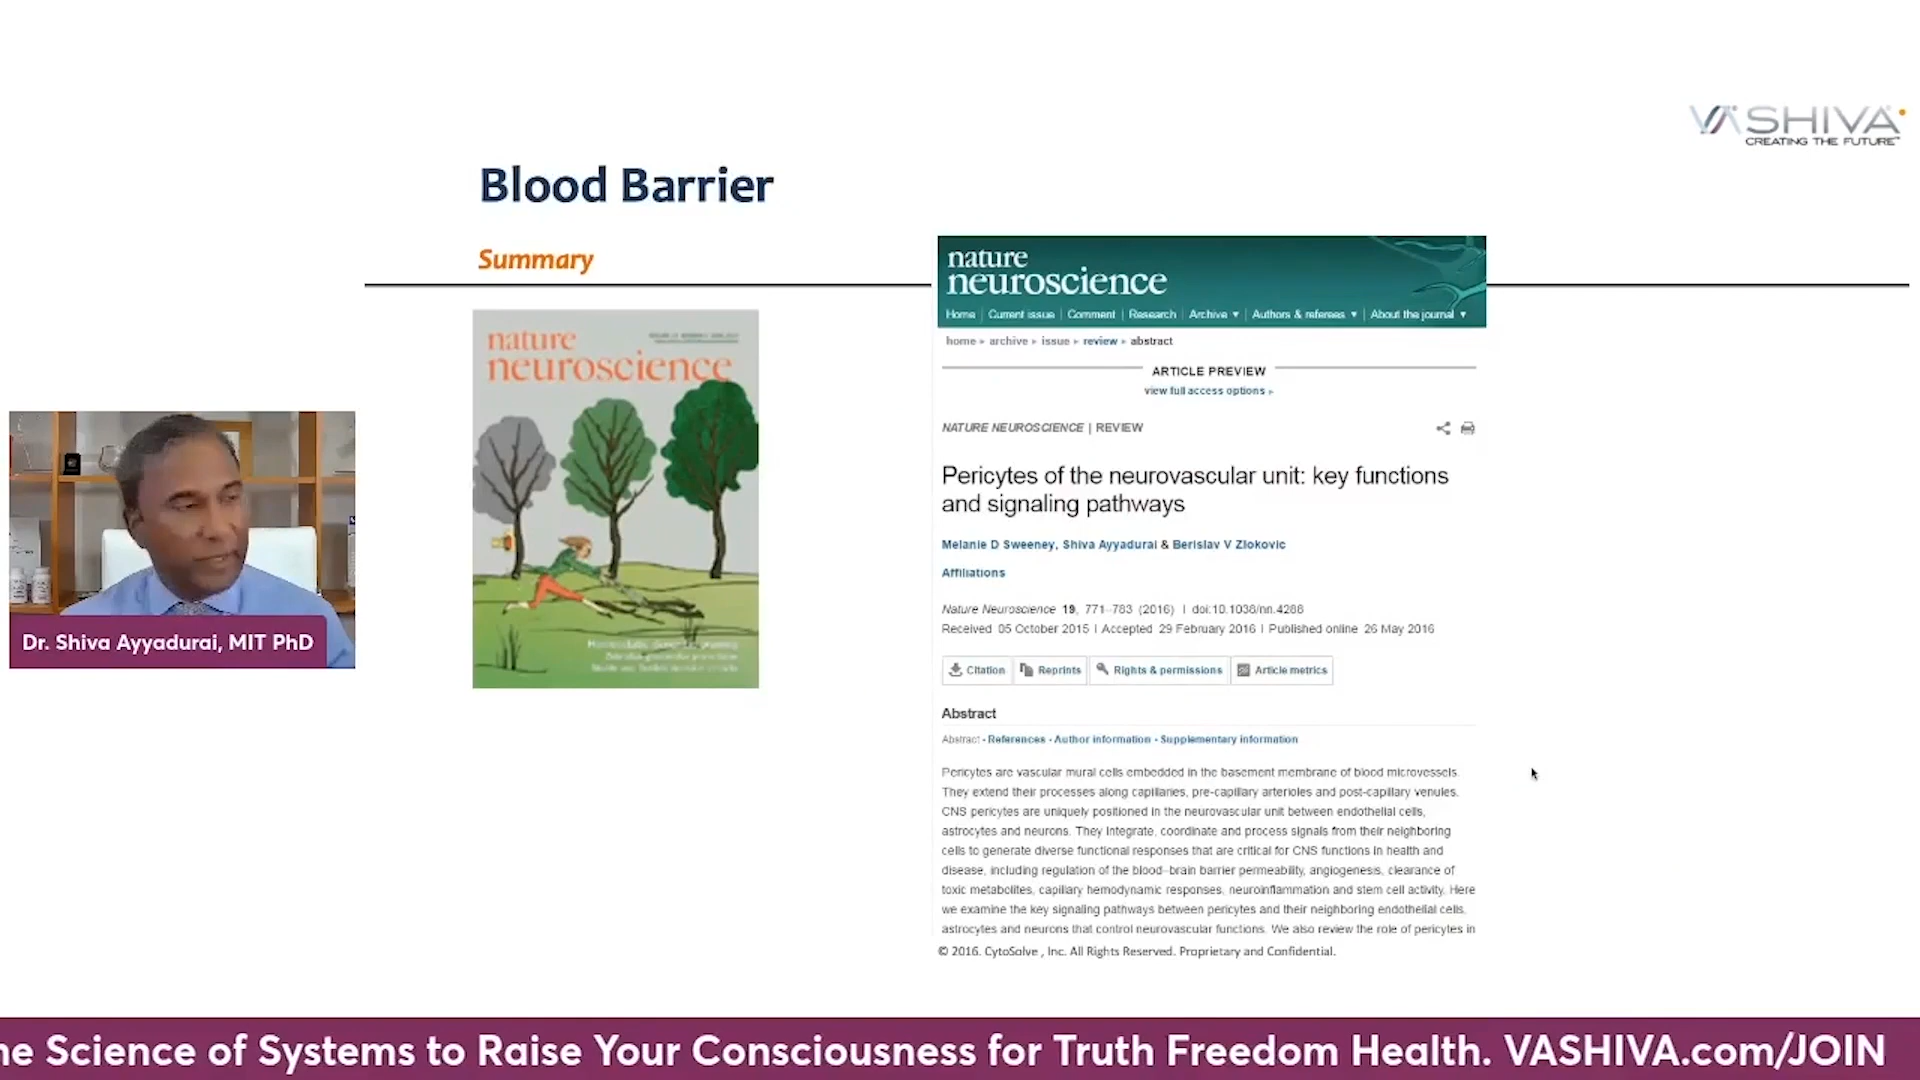 VASHIVA
CREATING THE FUTURE
Blood Barrier
Summary
nature
neuroscience
nature
neuroscience
Home | Current issue | Comment | Research | Archive ▾ | Authors & referees ▾ | About the journal ▾
home ▸ archive ▸ issue ▸ review ▸ abstract
ARTICLE PREVIEW
view full access options ▸
NATURE NEUROSCIENCE | REVIEW
Pericytes of the neurovascular unit: key functions
and signaling pathways
Melanie D Sweeney, Shiva Ayyadurai & Berislav V Zlokovic
Affiliations
Nature Neuroscience 19, 771–783 (2016) | doi:10.1038/nn.4288
Received 05 October 2015 | Accepted 29 February 2016 | Published online 26 May 2016
Citation Reprints Rights & permissions Article metrics
Abstract
Abstract • References • Author information • Supplementary information
Pericytes are vascular mural cells embedded in the basement membrane of blood microvessels.
They extend their processes along capillaries, pre-capillary arterioles and post-capillary venules.
CNS pericytes are uniquely positioned in the neurovascular unit between endothelial cells,
astrocytes and neurons. They integrate, coordinate and process signals from their neighboring
cells to generate diverse functional responses that are critical for CNS functions in health and
disease, including regulation of the blood–brain barrier permeability, angiogenesis, clearance of
toxic metabolites, capillary hemodynamic responses, neuroinflammation and stem cell activity. Here
we examine the key signaling pathways between pericytes and their neighboring endothelial cells,
astrocytes and neurons that control neurovascular functions. We also review the role of pericytes in
© 2016. CytoSolve , Inc. All Rights Reserved. Proprietary and Confidential.
Dr. Shiva Ayyadurai, MIT PhD
he Science of Systems to Raise Your Consciousness for Truth Freedom Health. VASHIVA.com/JOIN